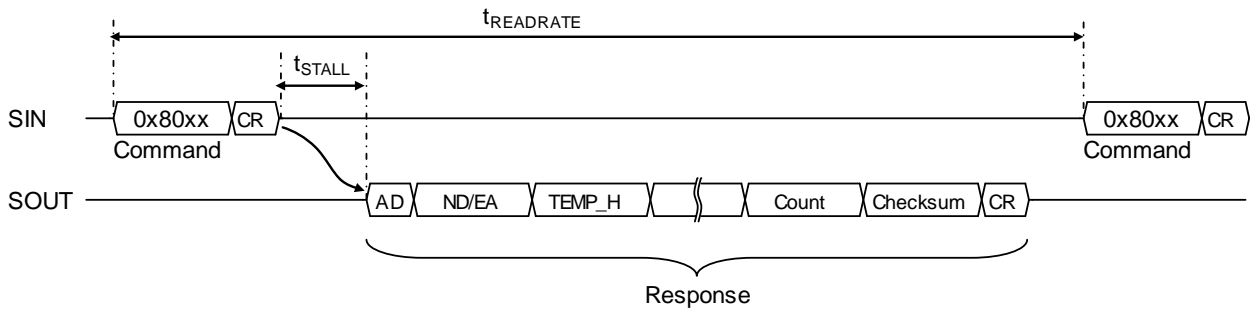 tREADRATE
tSTALL
SIN 0x80xx CR 0x80xx CR
Command Command
SOUT AD ND/EA TEMP_H Count Checksum CR
Response